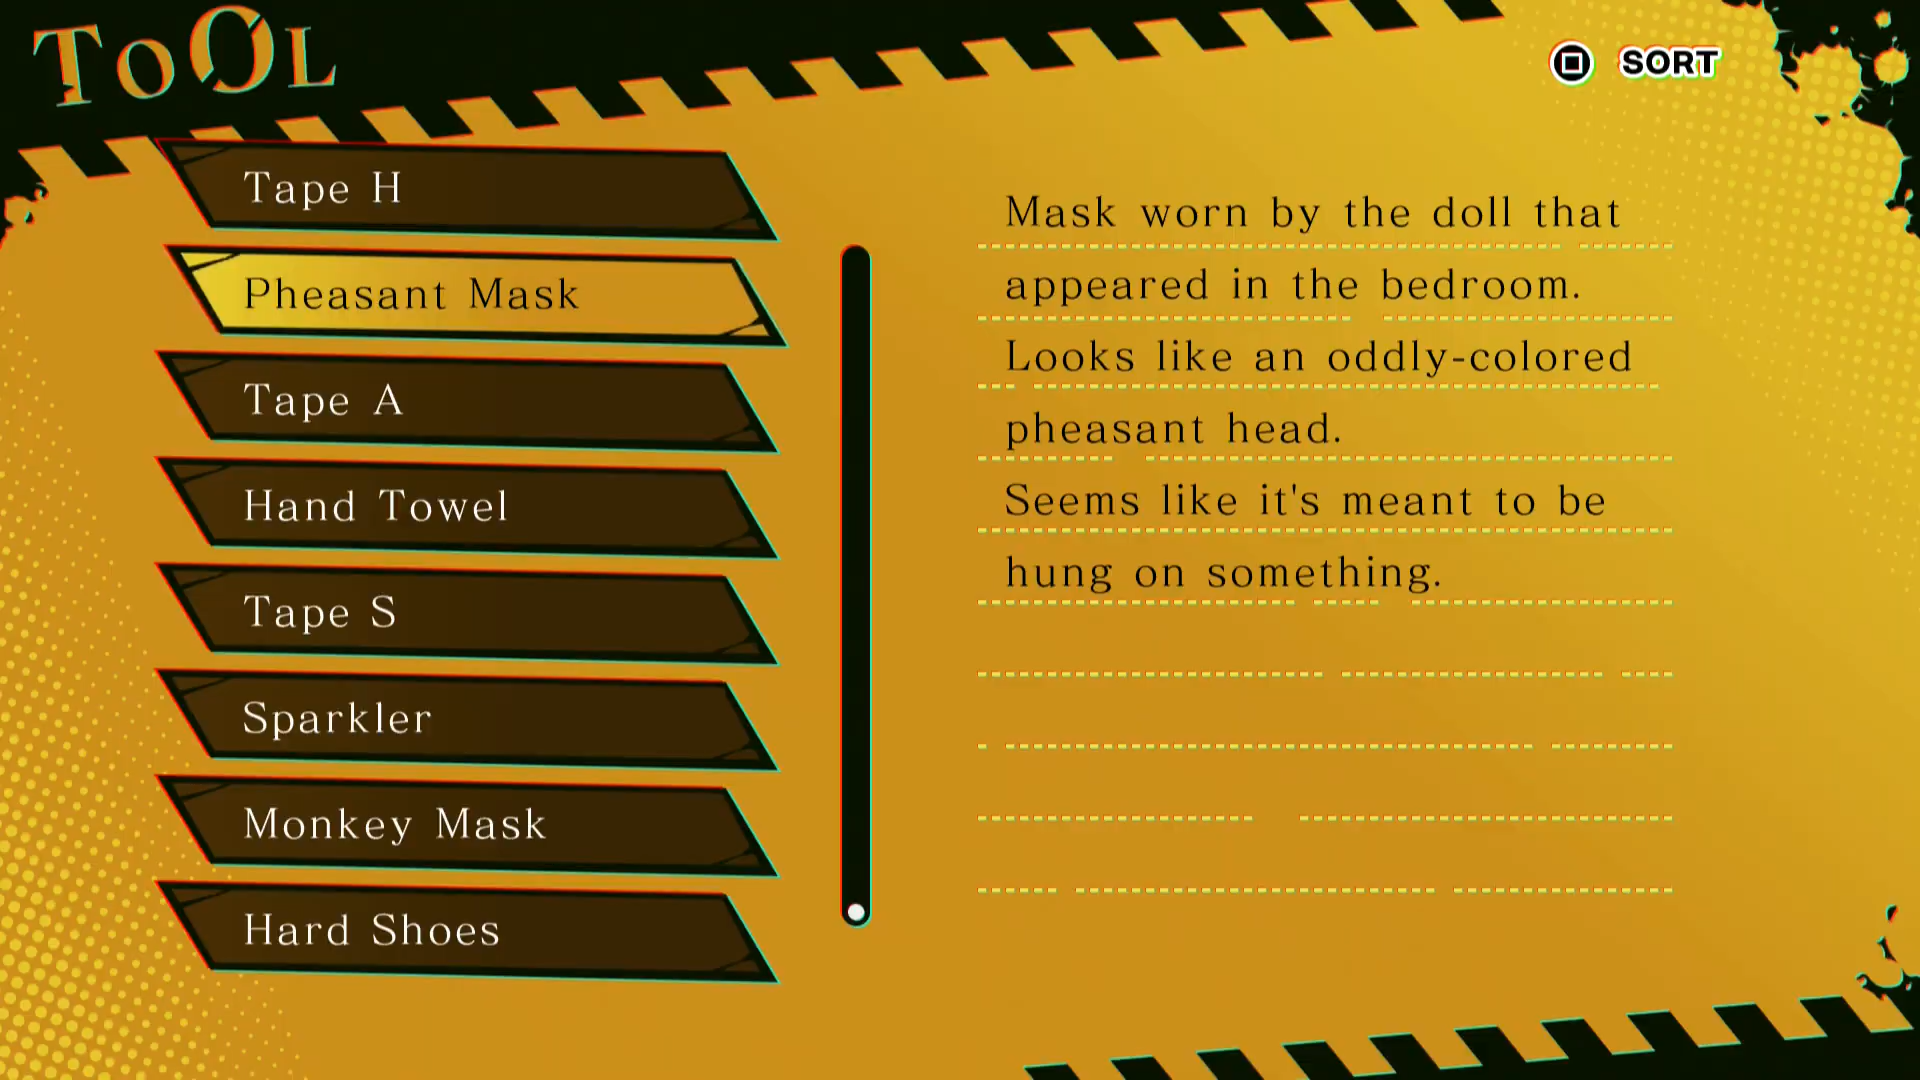 TOOL
SORT
Tape H
Pheasant Mask
Tape A
Hand Towel
Tape S
Sparkler
Monkey Mask
Hard Shoes
Mask worn by the doll that
appeared in the bedroom.
Looks like an oddly-colored
pheasant head.
Seems like it's meant to be
hung on something.